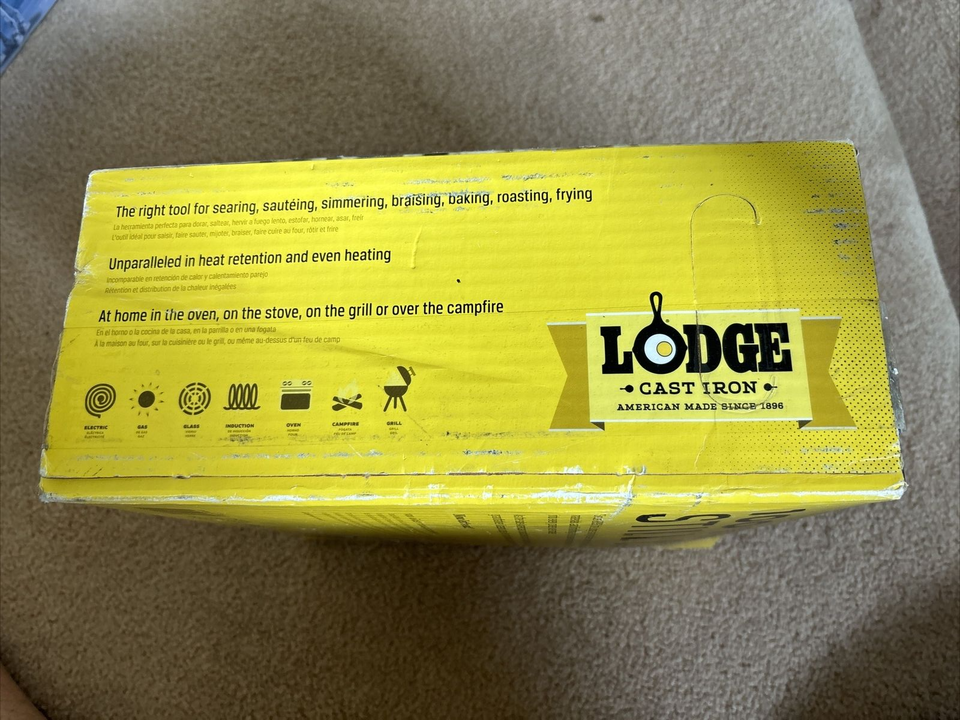 The right tool for searing, sautéing, simmering, braising, baking, roasting, frying
La herramienta perfecta para dorar, saltear, hervir a fuego lento, estofar, hornear, asar, freír
L'outil idéal pour saisir, faire sauter, mijoter, braiser, faire cuire au four, rôtir et frire
Unparalleled in heat retention and even heating
Incomparable en retención de calor y calentamiento parejo
Rétention et distribution de la chaleur inégalées
At home in the oven, on the stove, on the grill or over the campfire
En el horno o la cocina de la casa, en la parrilla o en una fogata
À la maison au four, sur la cuisinière ou le grill, ou même au-dessus d'un feu de camp
ELECTRIC
GAS
GLASS
INDUCTION
OVEN
CAMPFIRE
GRILL
LODGE
CAST IRON
AMERICAN MADE SINCE 1896